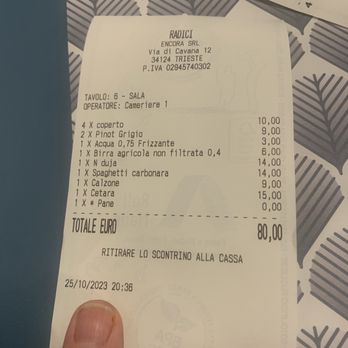 RADICI
ENCORA SRL
Via di Cavana 12
34124 TRIESTE
P.IVA 02945740302
TAVOLO: 6 - SALA
OPERATORE: Cameriere 1
4 X coperto 10,00
2 X Pinot Grigio 9,00
1 X Acqua 0,75 Frizzante 3,00
1 X Birra agricola non filtrata 0,4 6,00
1 X N duja 14,00
1 X Spaghetti carbonara 14,00
1 X Calzone 9,00
1 X Cetara 15,00
1 X * Pane 0,00
TOTALE EURO 80,00
RITIRARE LO SCONTRINO ALLA CASSA
25/10/2023 20:36